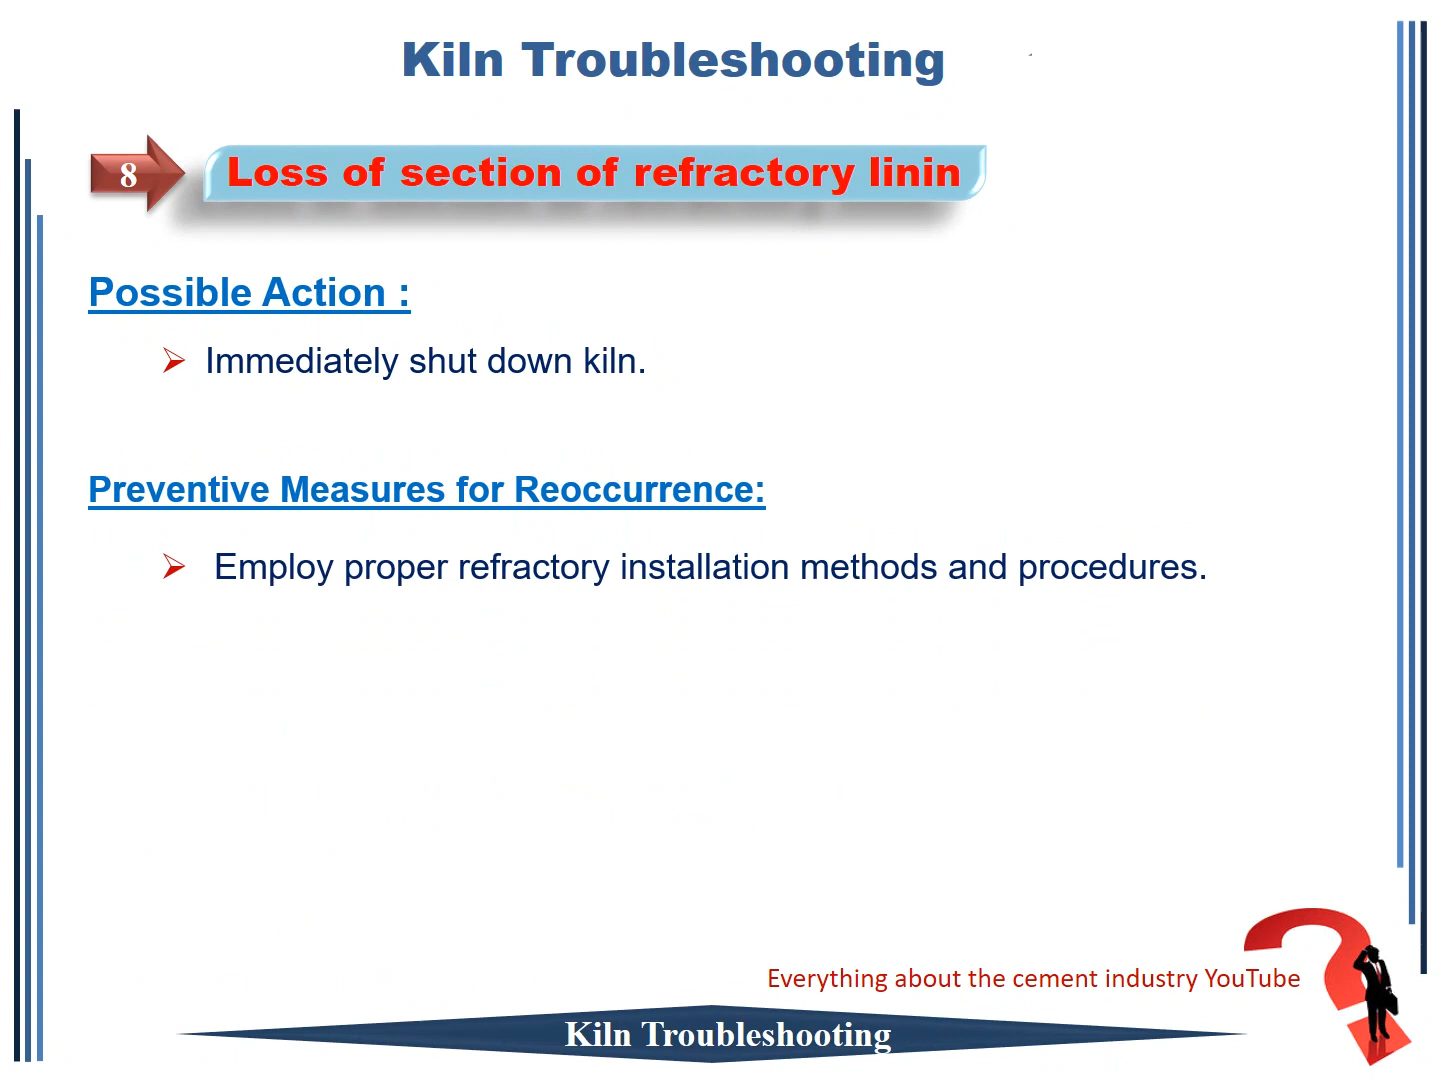 Kiln Troubleshooting
8
Loss of section of refractory linin
Possible Action :
Immediately shut down kiln.
Preventive Measures for Reoccurrence:
Employ proper refractory installation methods and procedures.
Everything about the cement industry YouTube
Kiln Troubleshooting